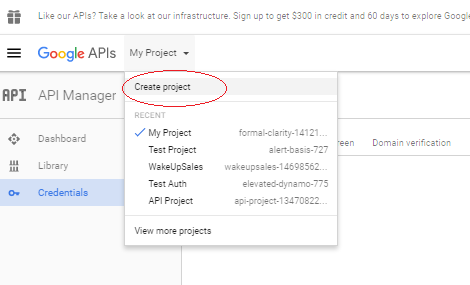 Like our APIs? Take a look at our infrastructure. Sign up to get $300 in credit and 60 days to explore Google
Google APIs My Project
Create project
API API Manager
RECENT
My Project formal-clarity-14121...
Test Project alert-basis-727
WakeUpSales wakeupsales-14698562...
Test Auth elevated-dynamo-775
API Project api-project-13470822...
View more projects
Dashboard
Library
Credentials
reen Domain verification